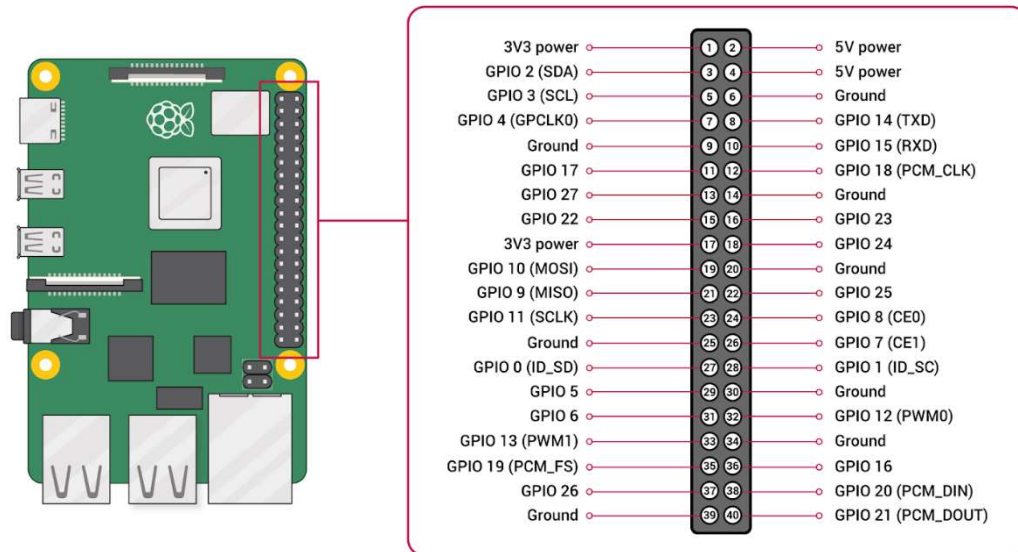 3V3 power 1 2 5V power
GPIO 2 (SDA) 3 4 5V power
GPIO 3 (SCL) 5 6 Ground
GPIO 4 (GPCLK0) 7 8 GPIO 14 (TXD)
Ground 9 10 GPIO 15 (RXD)
GPIO 17 11 12 GPIO 18 (PCM_CLK)
GPIO 27 13 14 Ground
GPIO 22 15 16 GPIO 23
3V3 power 17 18 GPIO 24
GPIO 10 (MOSI) 19 20 Ground
GPIO 9 (MISO) 21 22 GPIO 25
GPIO 11 (SCLK) 23 24 GPIO 8 (CE0)
Ground 25 26 GPIO 7 (CE1)
GPIO 0 (ID_SD) 27 28 GPIO 1 (ID_SC)
GPIO 5 29 30 Ground
GPIO 6 31 32 GPIO 12 (PWM0)
GPIO 13 (PWM1) 33 34 Ground
GPIO 19 (PCM_FS) 35 36 GPIO 16
GPIO 26 37 38 GPIO 20 (PCM_DIN)
Ground 39 40 GPIO 21 (PCM_DOUT)